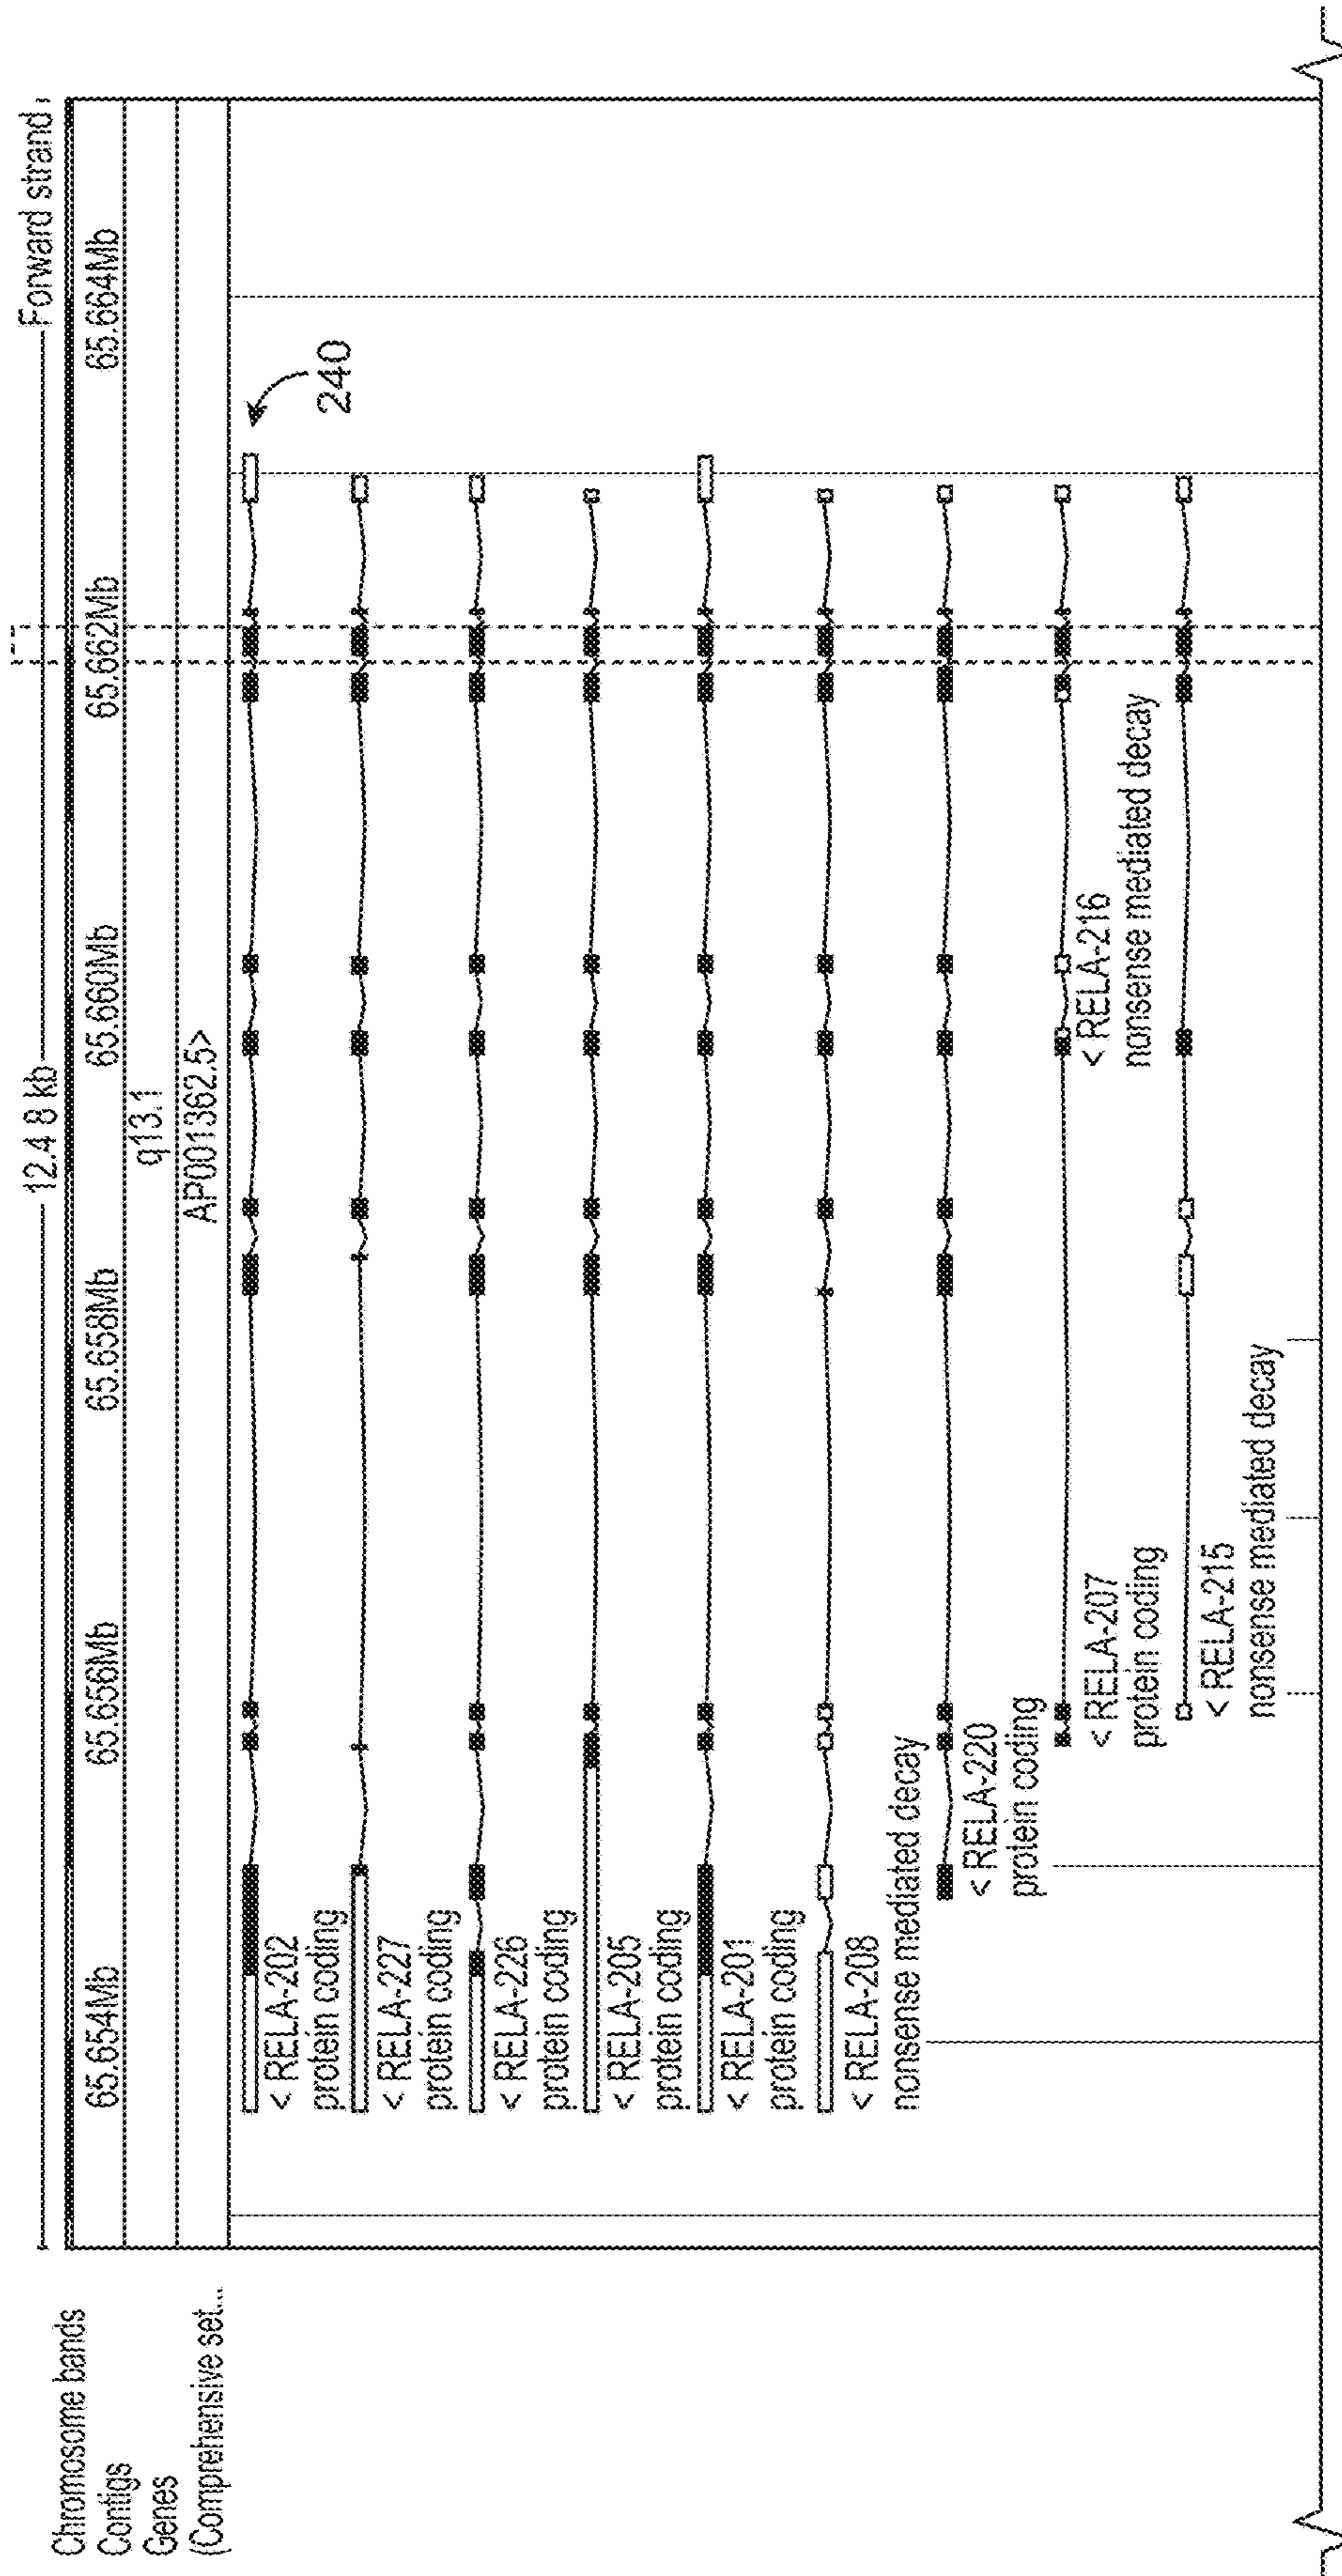 12.4 8 kb
Forward strand
Chromosome bands
65.654Mb
65.656Mb
65.658Mb
65.660Mb
65.662Mb
65.664Mb
Contigs
q13.1
Genes
AP001362.5>
(Comprehensive set...
240
< RELA-202
protein coding
< RELA-227
protein coding
< RELA-226
protein coding
< RELA-205
protein coding
< RELA-201
protein coding
< RELA-208
nonsense mediated decay
< RELA-220
protein coding
< RELA-216
nonsense mediated decay
< RELA-207
protein coding
< RELA-215
nonsense mediated decay